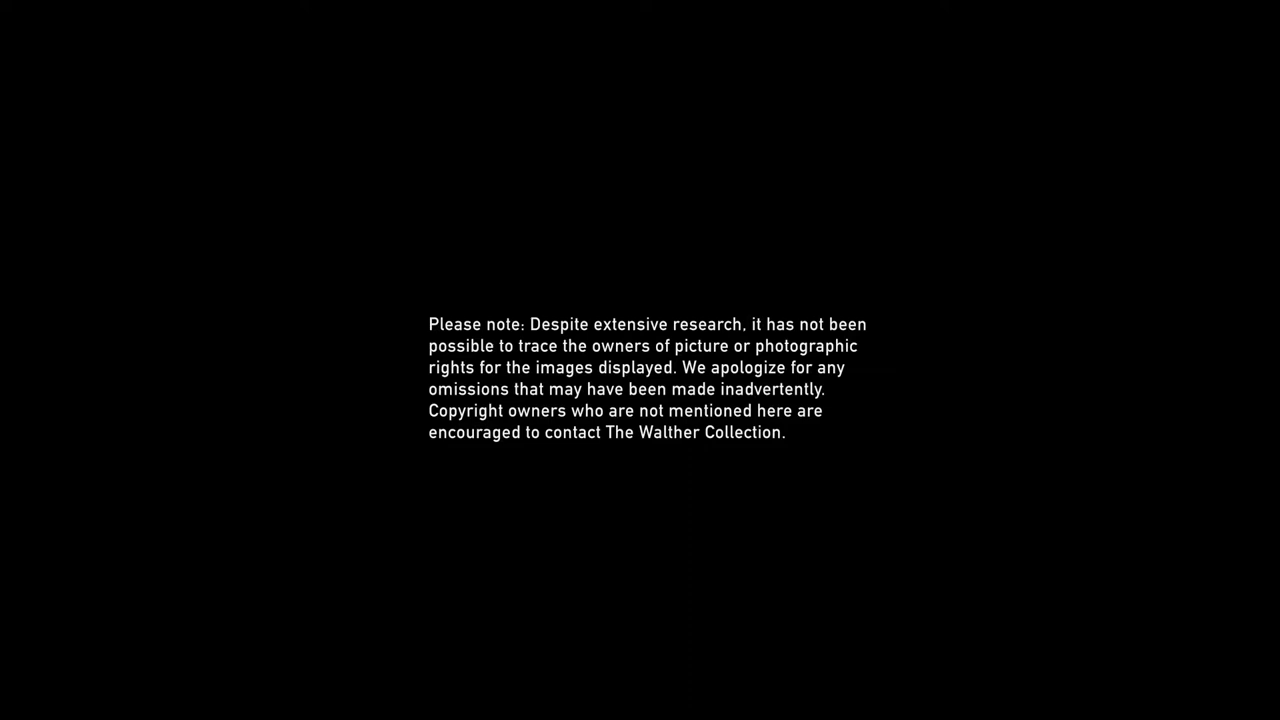 Please note: Despite extensive research, it has not been
possible to trace the owners of picture or photographic
rights for the images displayed. We apologize for any
omissions that may have been made inadvertently.
Copyright owners who are not mentioned here are
encouraged to contact The Walther Collection.